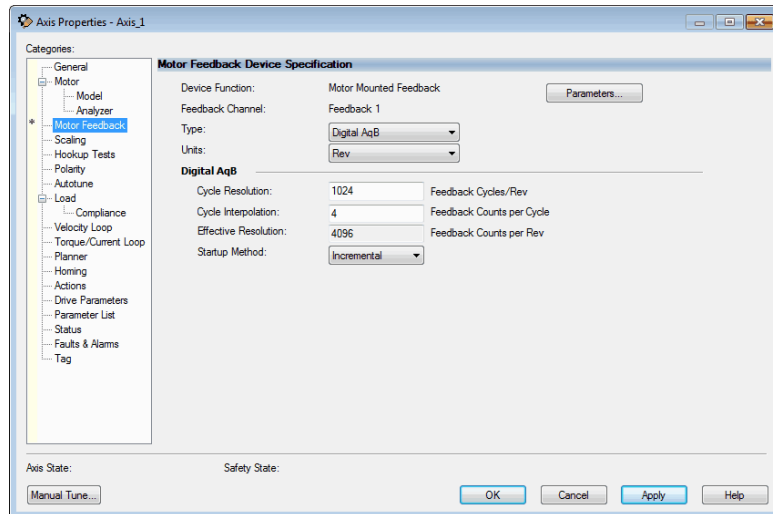 Axis Properties - Axis_1
Categories:
General
Motor
Model
Analyzer
* Motor Feedback
Scaling
Hookup Tests
Polarity
Autotune
Load
Compliance
Velocity Loop
Torque/Current Loop
Planner
Homing
Actions
Drive Parameters
Parameter List
Status
Faults & Alarms
Tag
Motor Feedback Device Specification
Device Function: Motor Mounted Feedback Parameters...
Feedback Channel: Feedback 1
Type: Digital AqB
Units: Rev
Digital AqB
Cycle Resolution: 1024 Feedback Cycles/Rev
Cycle Interpolation: 4 Feedback Counts per Cycle
Effective Resolution: 4096 Feedback Counts per Rev
Startup Method: Incremental
Axis State: Safety State:
Manual Tune... OK Cancel Apply Help